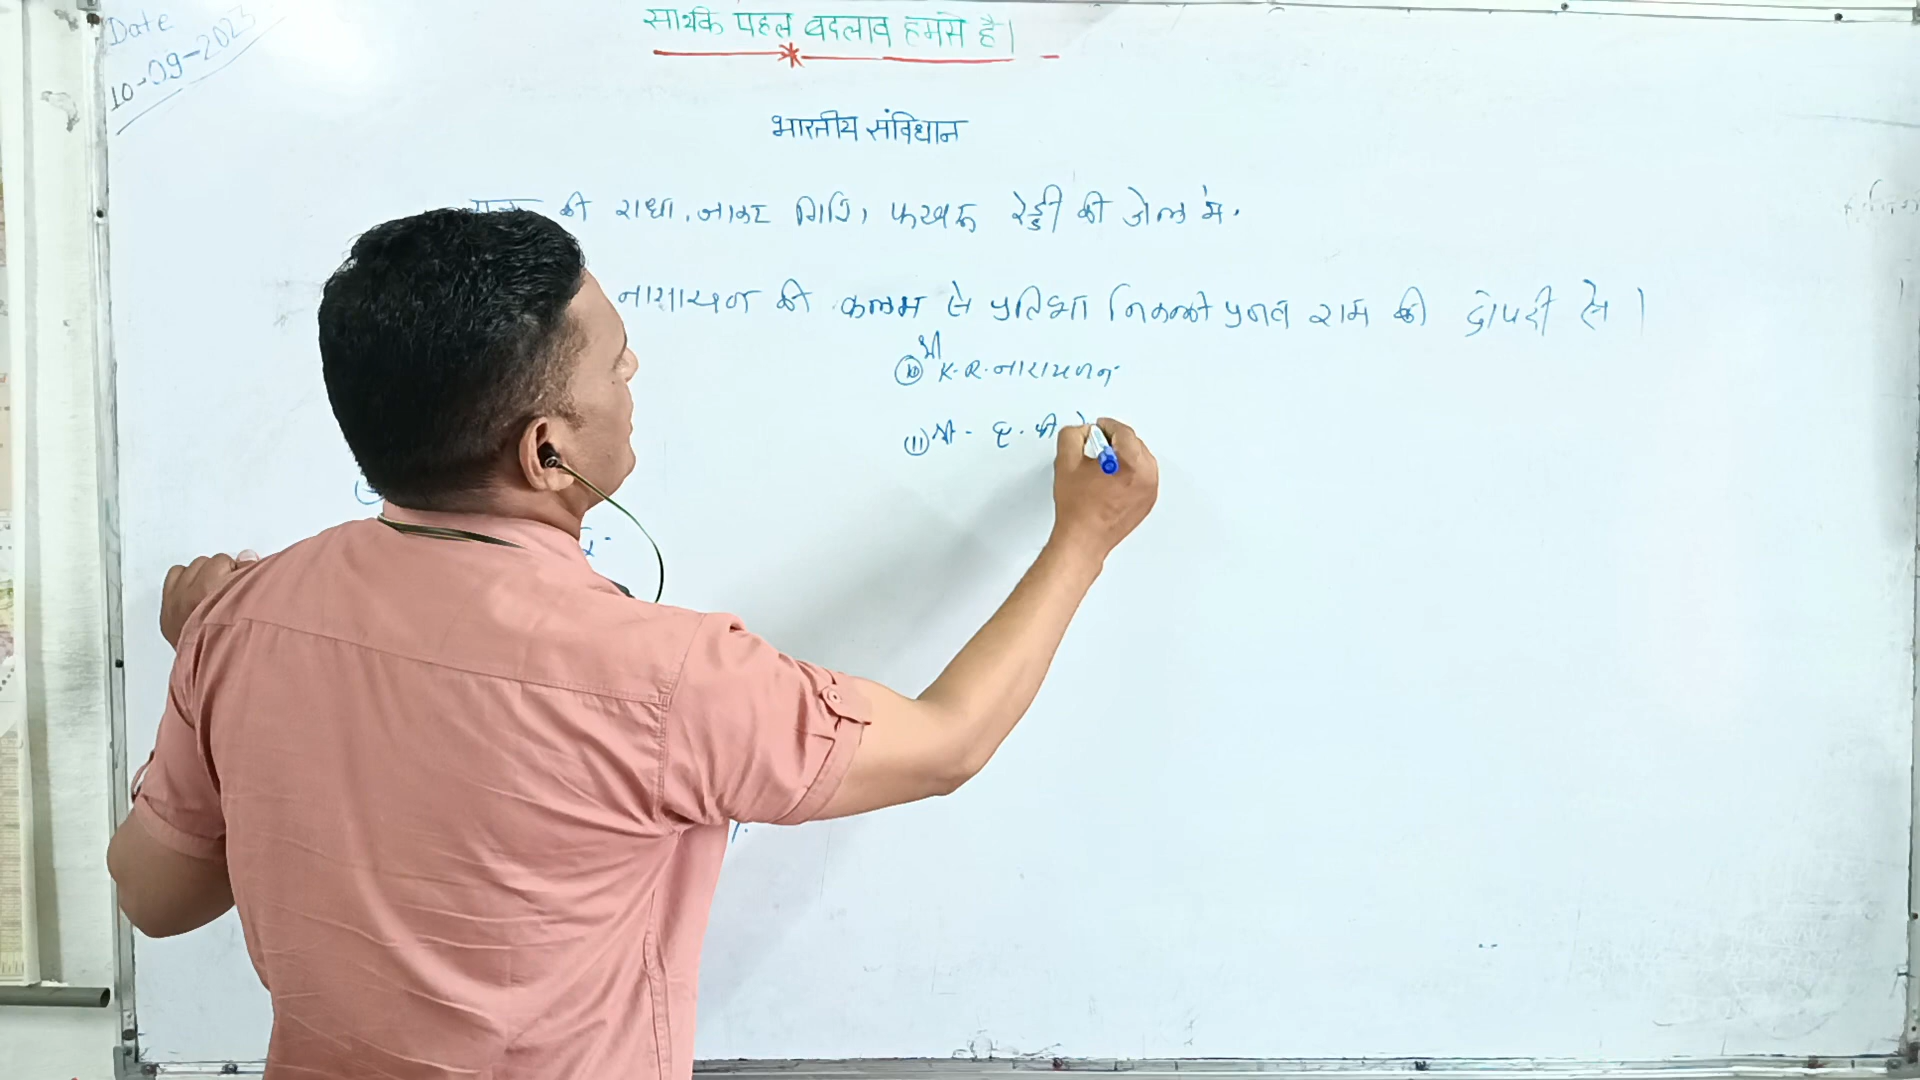 Date
10-09-2023
सार्थक पहल बदलाव हमसे है।
भारतीय संविधान
की राधा, जाकर गिरि, फखरू रेड्डी की जेल में.
नारायण की कलम से प्रतिभा निकली प्रनव राम की द्रोपदी से।
श्री
(10) K. R. नारायणन
(11) श्री - ए. पी